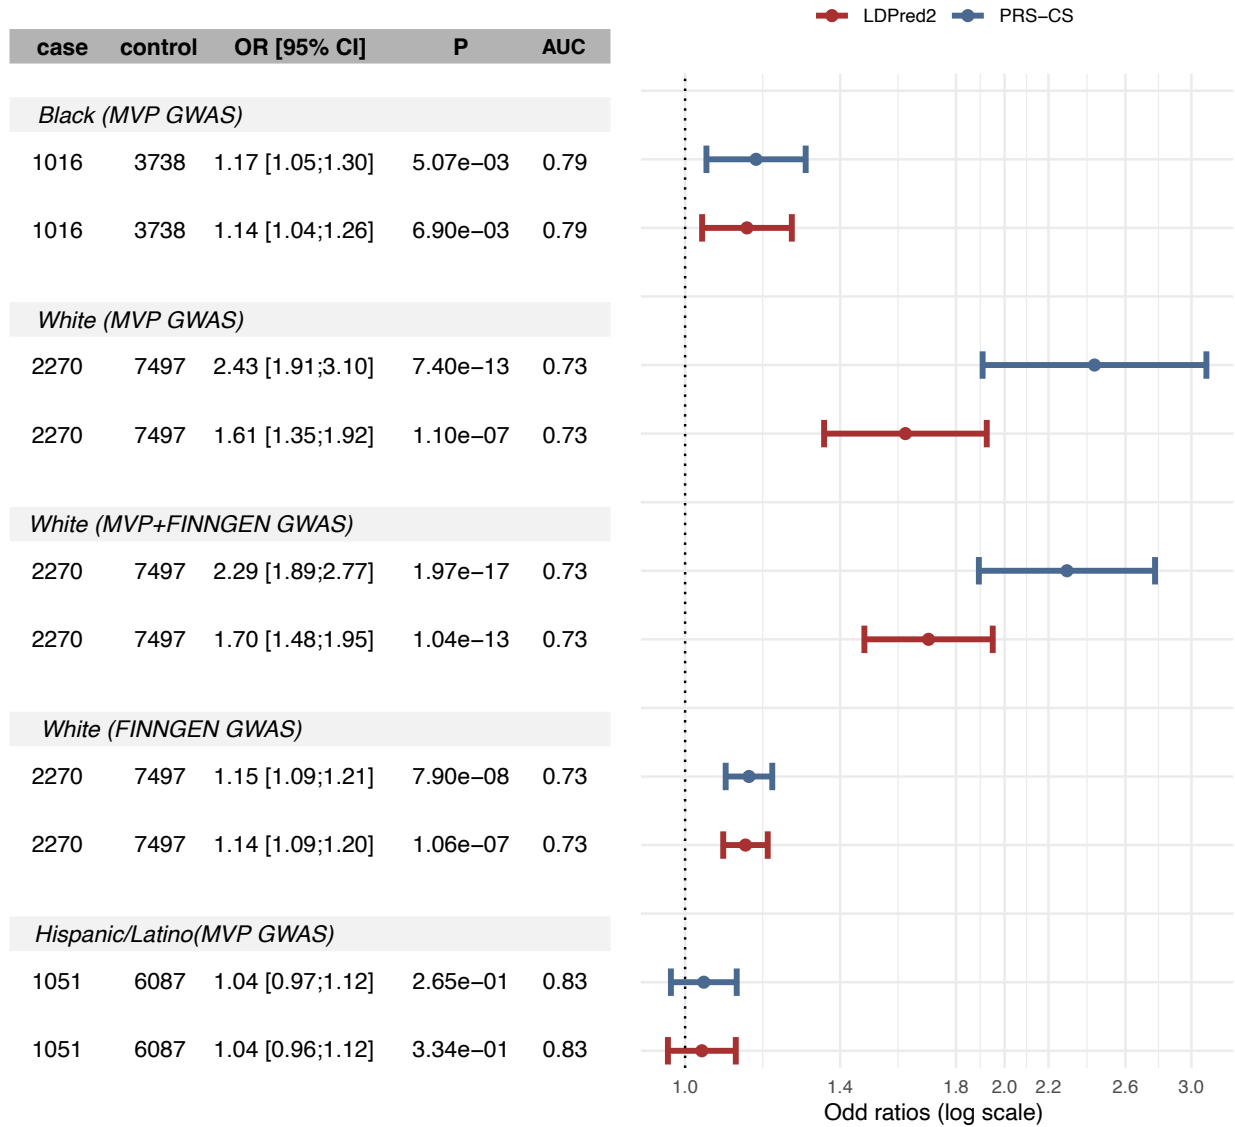 LDPred2 PRS−CS
case control OR [95% CI] P AUC
Black (MVP GWAS)
1016 3738 1.17 [1.05;1.30] 5.07e−03 0.79
1016 3738 1.14 [1.04;1.26] 6.90e−03 0.79
White (MVP GWAS)
2270 7497 2.43 [1.91;3.10] 7.40e−13 0.73
2270 7497 1.61 [1.35;1.92] 1.10e−07 0.73
White (MVP+FINNGEN GWAS)
2270 7497 2.29 [1.89;2.77] 1.97e−17 0.73
2270 7497 1.70 [1.48;1.95] 1.04e−13 0.73
White (FINNGEN GWAS)
2270 7497 1.15 [1.09;1.21] 7.90e−08 0.73
2270 7497 1.14 [1.09;1.20] 1.06e−07 0.73
Hispanic/Latino(MVP GWAS)
1051 6087 1.04 [0.97;1.12] 2.65e−01 0.83
1051 6087 1.04 [0.96;1.12] 3.34e−01 0.83
1.0 1.4 1.8 2.0 2.2 2.6 3.0
Odd ratios (log scale)